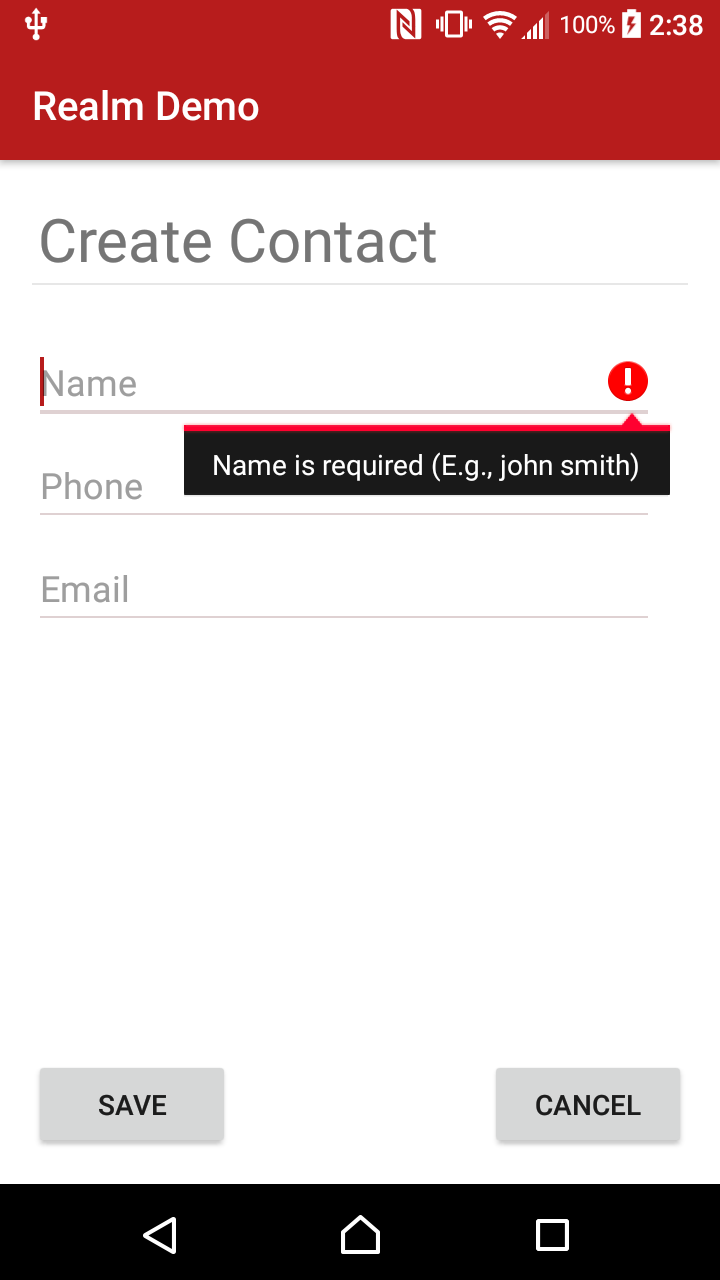 100% 2:38
Realm Demo
Create Contact
Name
Name is required (E.g., john smith)
Phone
Email
SAVE CANCEL